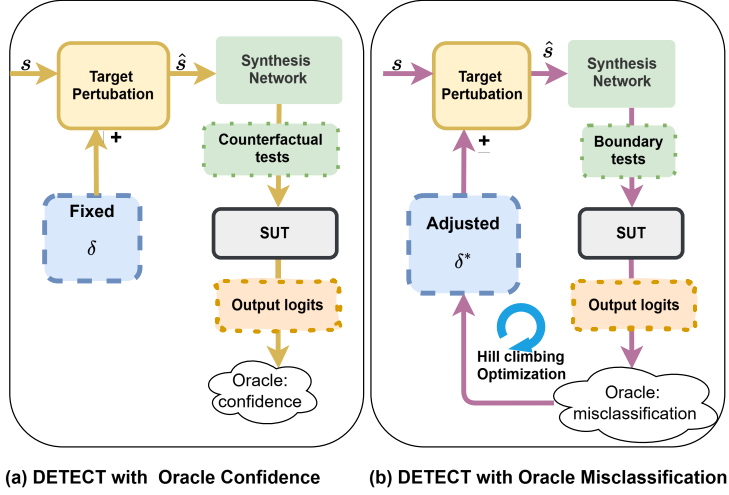 s
Target
Pertubation
ŝ
Synthesis
Network
+
Counterfactual
tests
Fixed
δ
SUT
Output logits
Oracle:
confidence
(a) DETECT with Oracle Confidence
s
Target
Pertubation
ŝ
Synthesis
Network
+
Boundary
tests
Adjusted
δ*
SUT
Output logits
Hill climbing
Optimization
Oracle:
misclassification
(b) DETECT with Oracle Misclassification